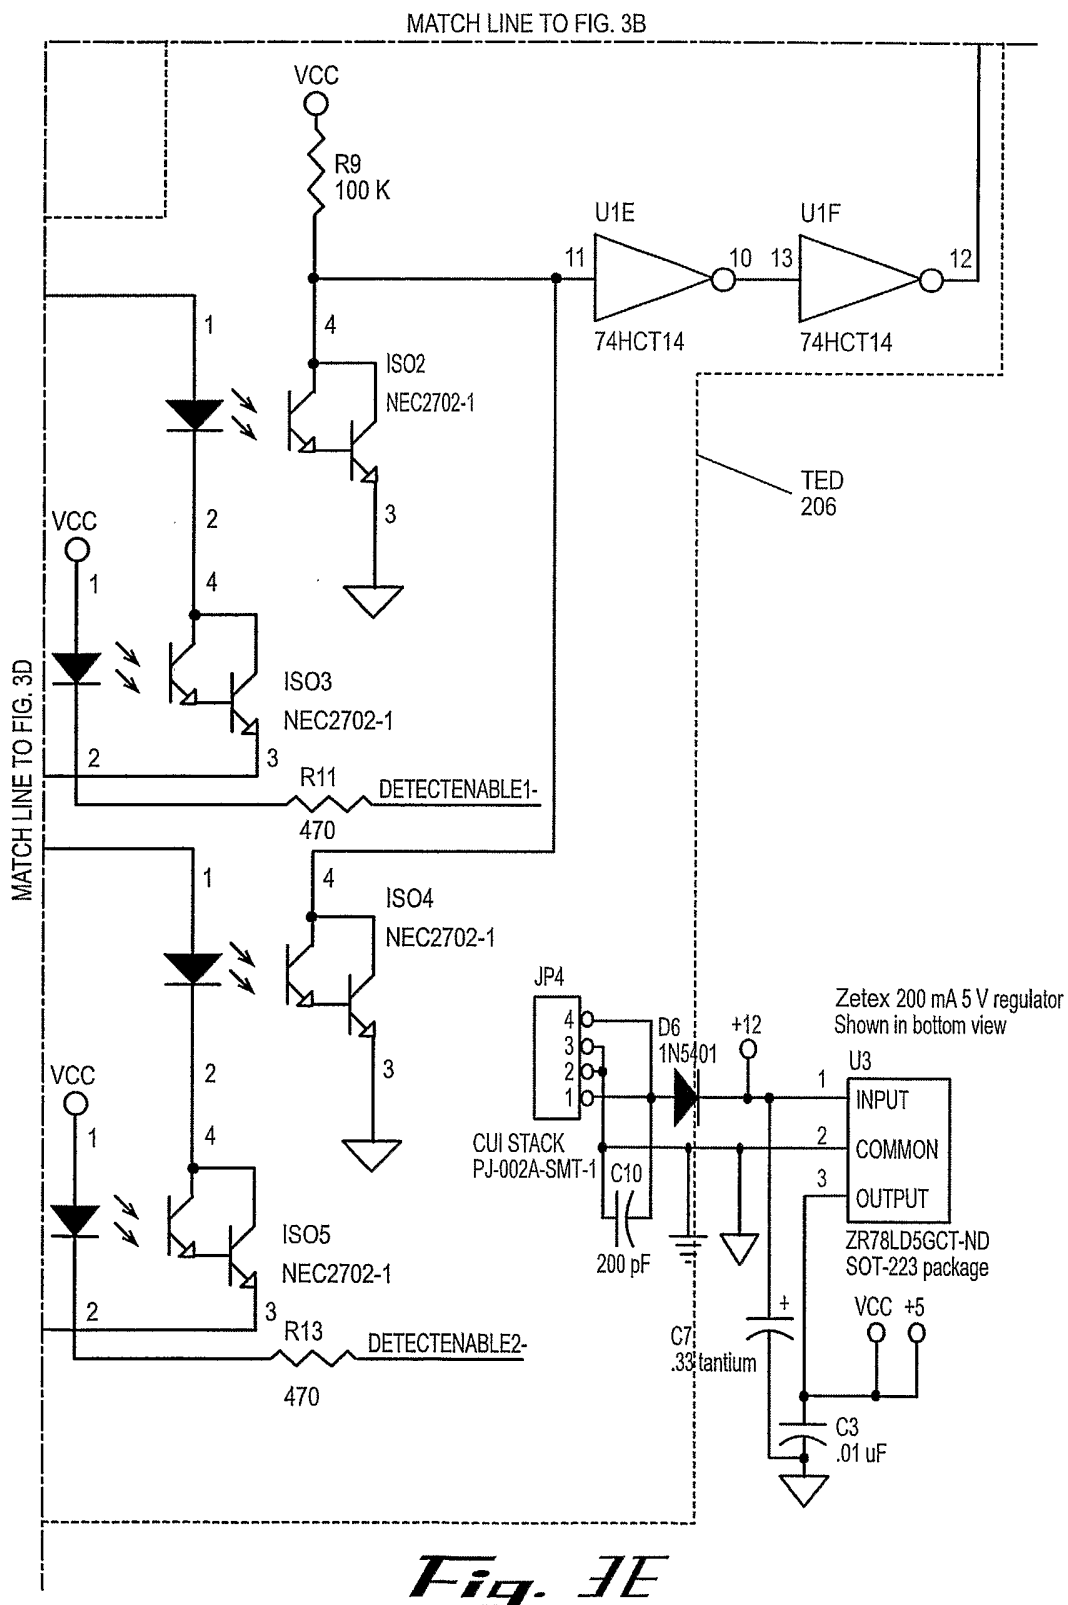 MATCH LINE TO FIG. 3B
VCC
R9
100 K
U1E
U1F
11
10
13
12
74HCT14
74HCT14
1
4
ISO2
NEC2702-1
TED
206
2
3
VCC
1
4
ISO3
NEC2702-1
MATCH LINE TO FIG. 3D
2
3
R11
DETECTENABLE1-
470
1
4
ISO4
NEC2702-1
JP4
4
3
2
1
D6
1N5401
+12
Zetex 200 mA 5 V regulator
Shown in bottom view
U3
1
INPUT
2
COMMON
3
OUTPUT
CUI STACK
PJ-002A-SMT-1
C10
200 pF
ZR78LD5GCT-ND
SOT-223 package
2
3
VCC
1
4
ISO5
NEC2702-1
2
3
R13
DETECTENABLE2-
470
VCC
+5
+
C7
.33 tantium
C3
.01 uF
Fig. 3E